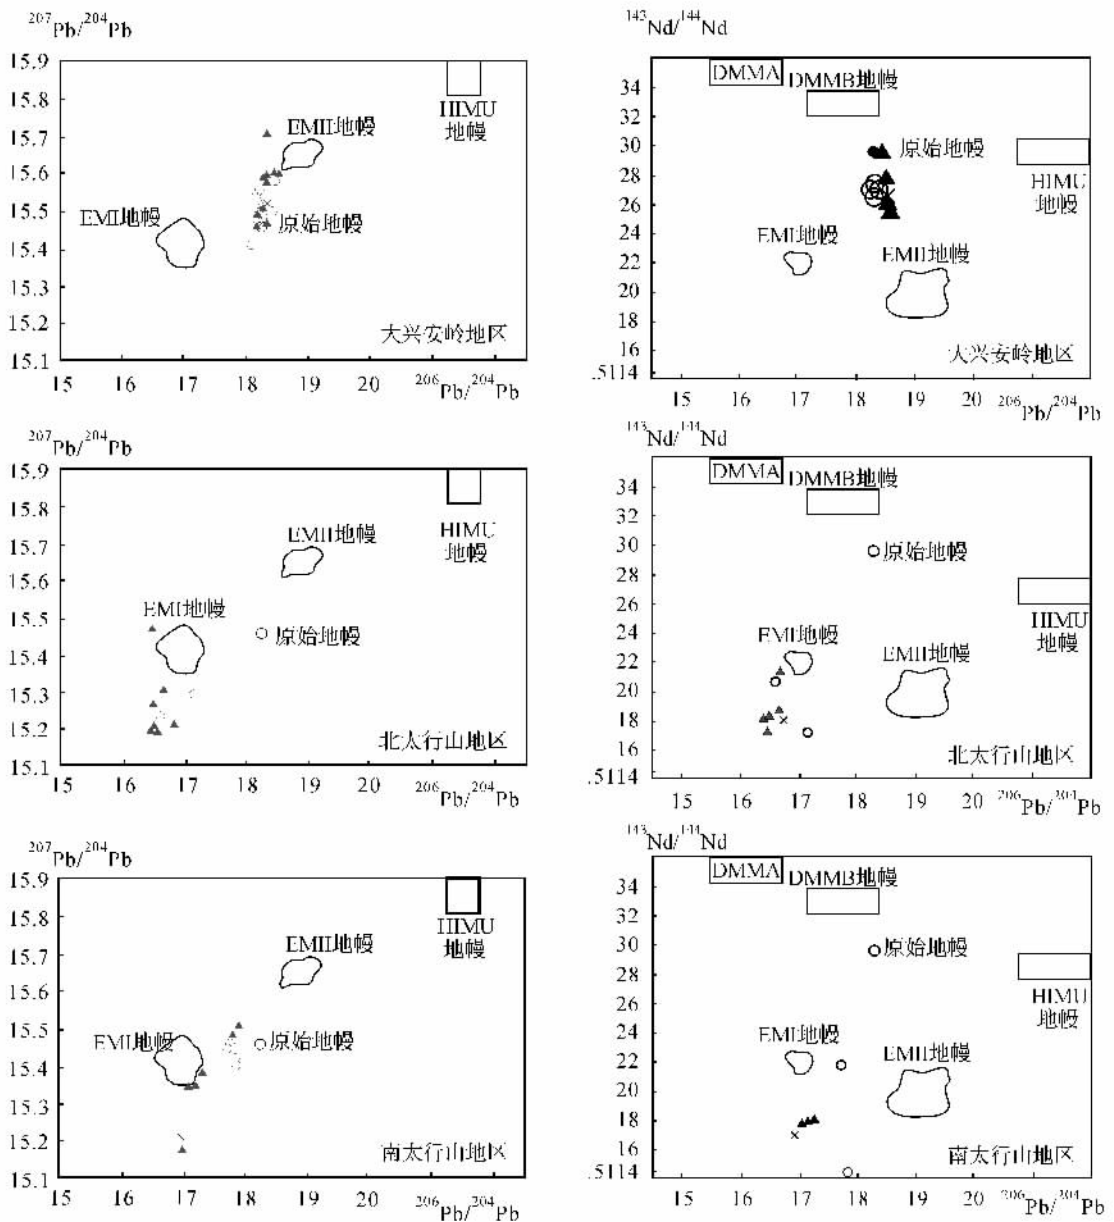 ²⁰⁷Pb/²⁰⁴Pb
15.9
15.8
15.7
15.6
15.5
15.4
15.3
15.2
15.1
HIMU
地幔
EMII地幔
EMI地幔
原始地幔
大兴安岭地区
15 16 17 18 19 20 ²⁰⁶Pb/²⁰⁴Pb
¹⁴³Nd/¹⁴⁴Nd
34
32
30
28
26
24
22
20
18
16
.5114
DMMA
DMMB地幔
原始地幔
HIMU
地幔
EMI地幔
EMII地幔
大兴安岭地区
15 16 17 18 19 20 ²⁰⁶Pb/²⁰⁴Pb
²⁰⁷Pb/²⁰⁴Pb
15.9
15.8
15.7
15.6
15.5
15.4
15.3
15.2
15.1
HIMU
地幔
EMII地幔
EMI地幔
原始地幔
北太行山地区
15 16 17 18 19 20 ²⁰⁶Pb/²⁰⁴Pb
¹⁴³Nd/¹⁴⁴Nd
34
32
30
28
26
24
22
20
18
16
.5114
DMMA
DMMB地幔
原始地幔
HIMU
地幔
EMI地幔
EMII地幔
北太行山地区
15 16 17 18 19 20 ²⁰⁶Pb/²⁰⁴Pb
²⁰⁷Pb/²⁰⁴Pb
15.9
15.8
15.7
15.6
15.5
15.4
15.3
15.2
15.1
HIMU
地幔
EMII地幔
EMI地幔
原始地幔
南太行山地区
15 16 17 18 19 20 ²⁰⁶Pb/²⁰⁴Pb
¹⁴³Nd/¹⁴⁴Nd
34
32
30
28
26
24
22
20
18
16
.5114
DMMA
DMMB地幔
原始地幔
HIMU
地幔
EMI地幔
EMII地幔
南太行山地区
15 16 17 18 19 20 ²⁰⁶Pb/²⁰⁴Pb